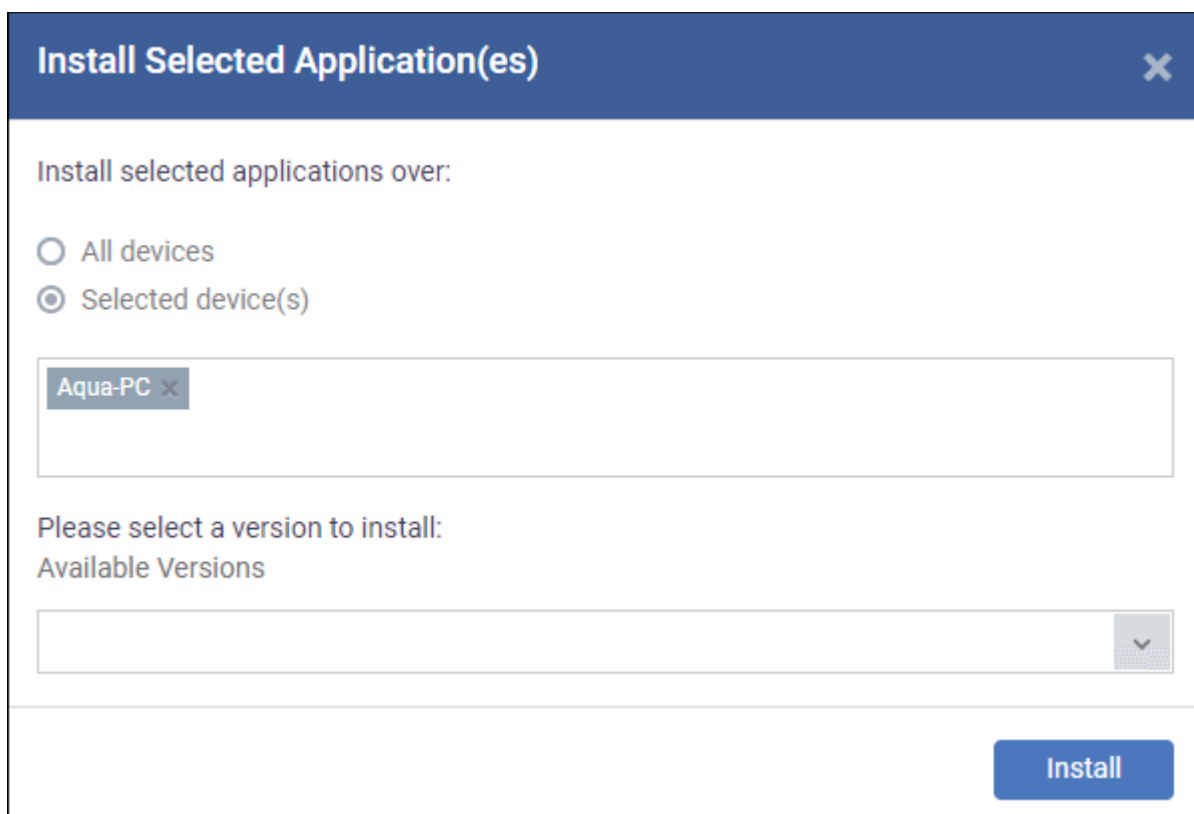 Install Selected Application(es)
Install selected applications over:
All devices
Selected device(s)
Aqua-PC
Please select a version to install:
Available Versions
Install